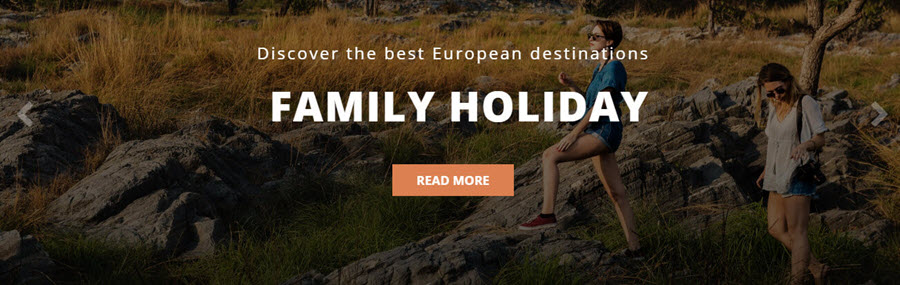 Discover the best European destinations
FAMILY HOLIDAY
READ MORE